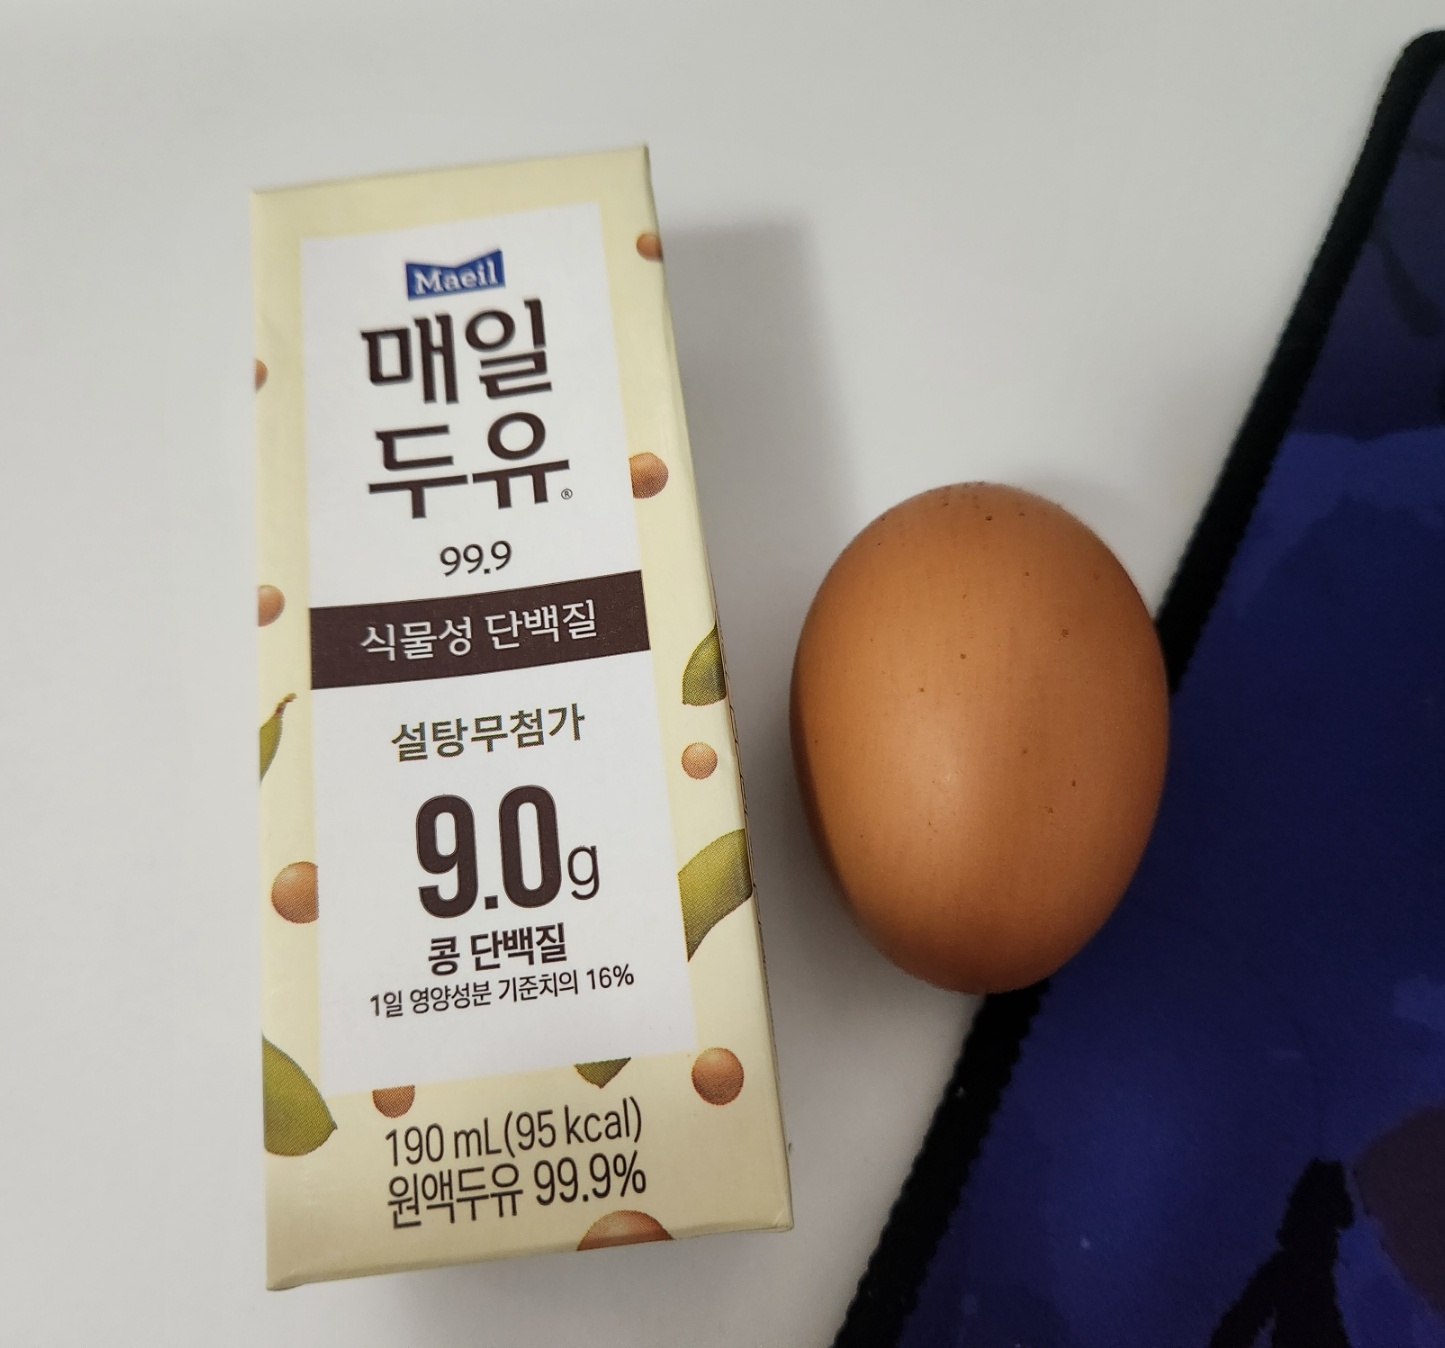 Maeil
매일
두유®
99.9
식물성 단백질
설탕무첨가
9.0g
콩 단백질
1일 영양성분 기준치의 16%
190 mL(95 kcal)
원액두유 99.9%